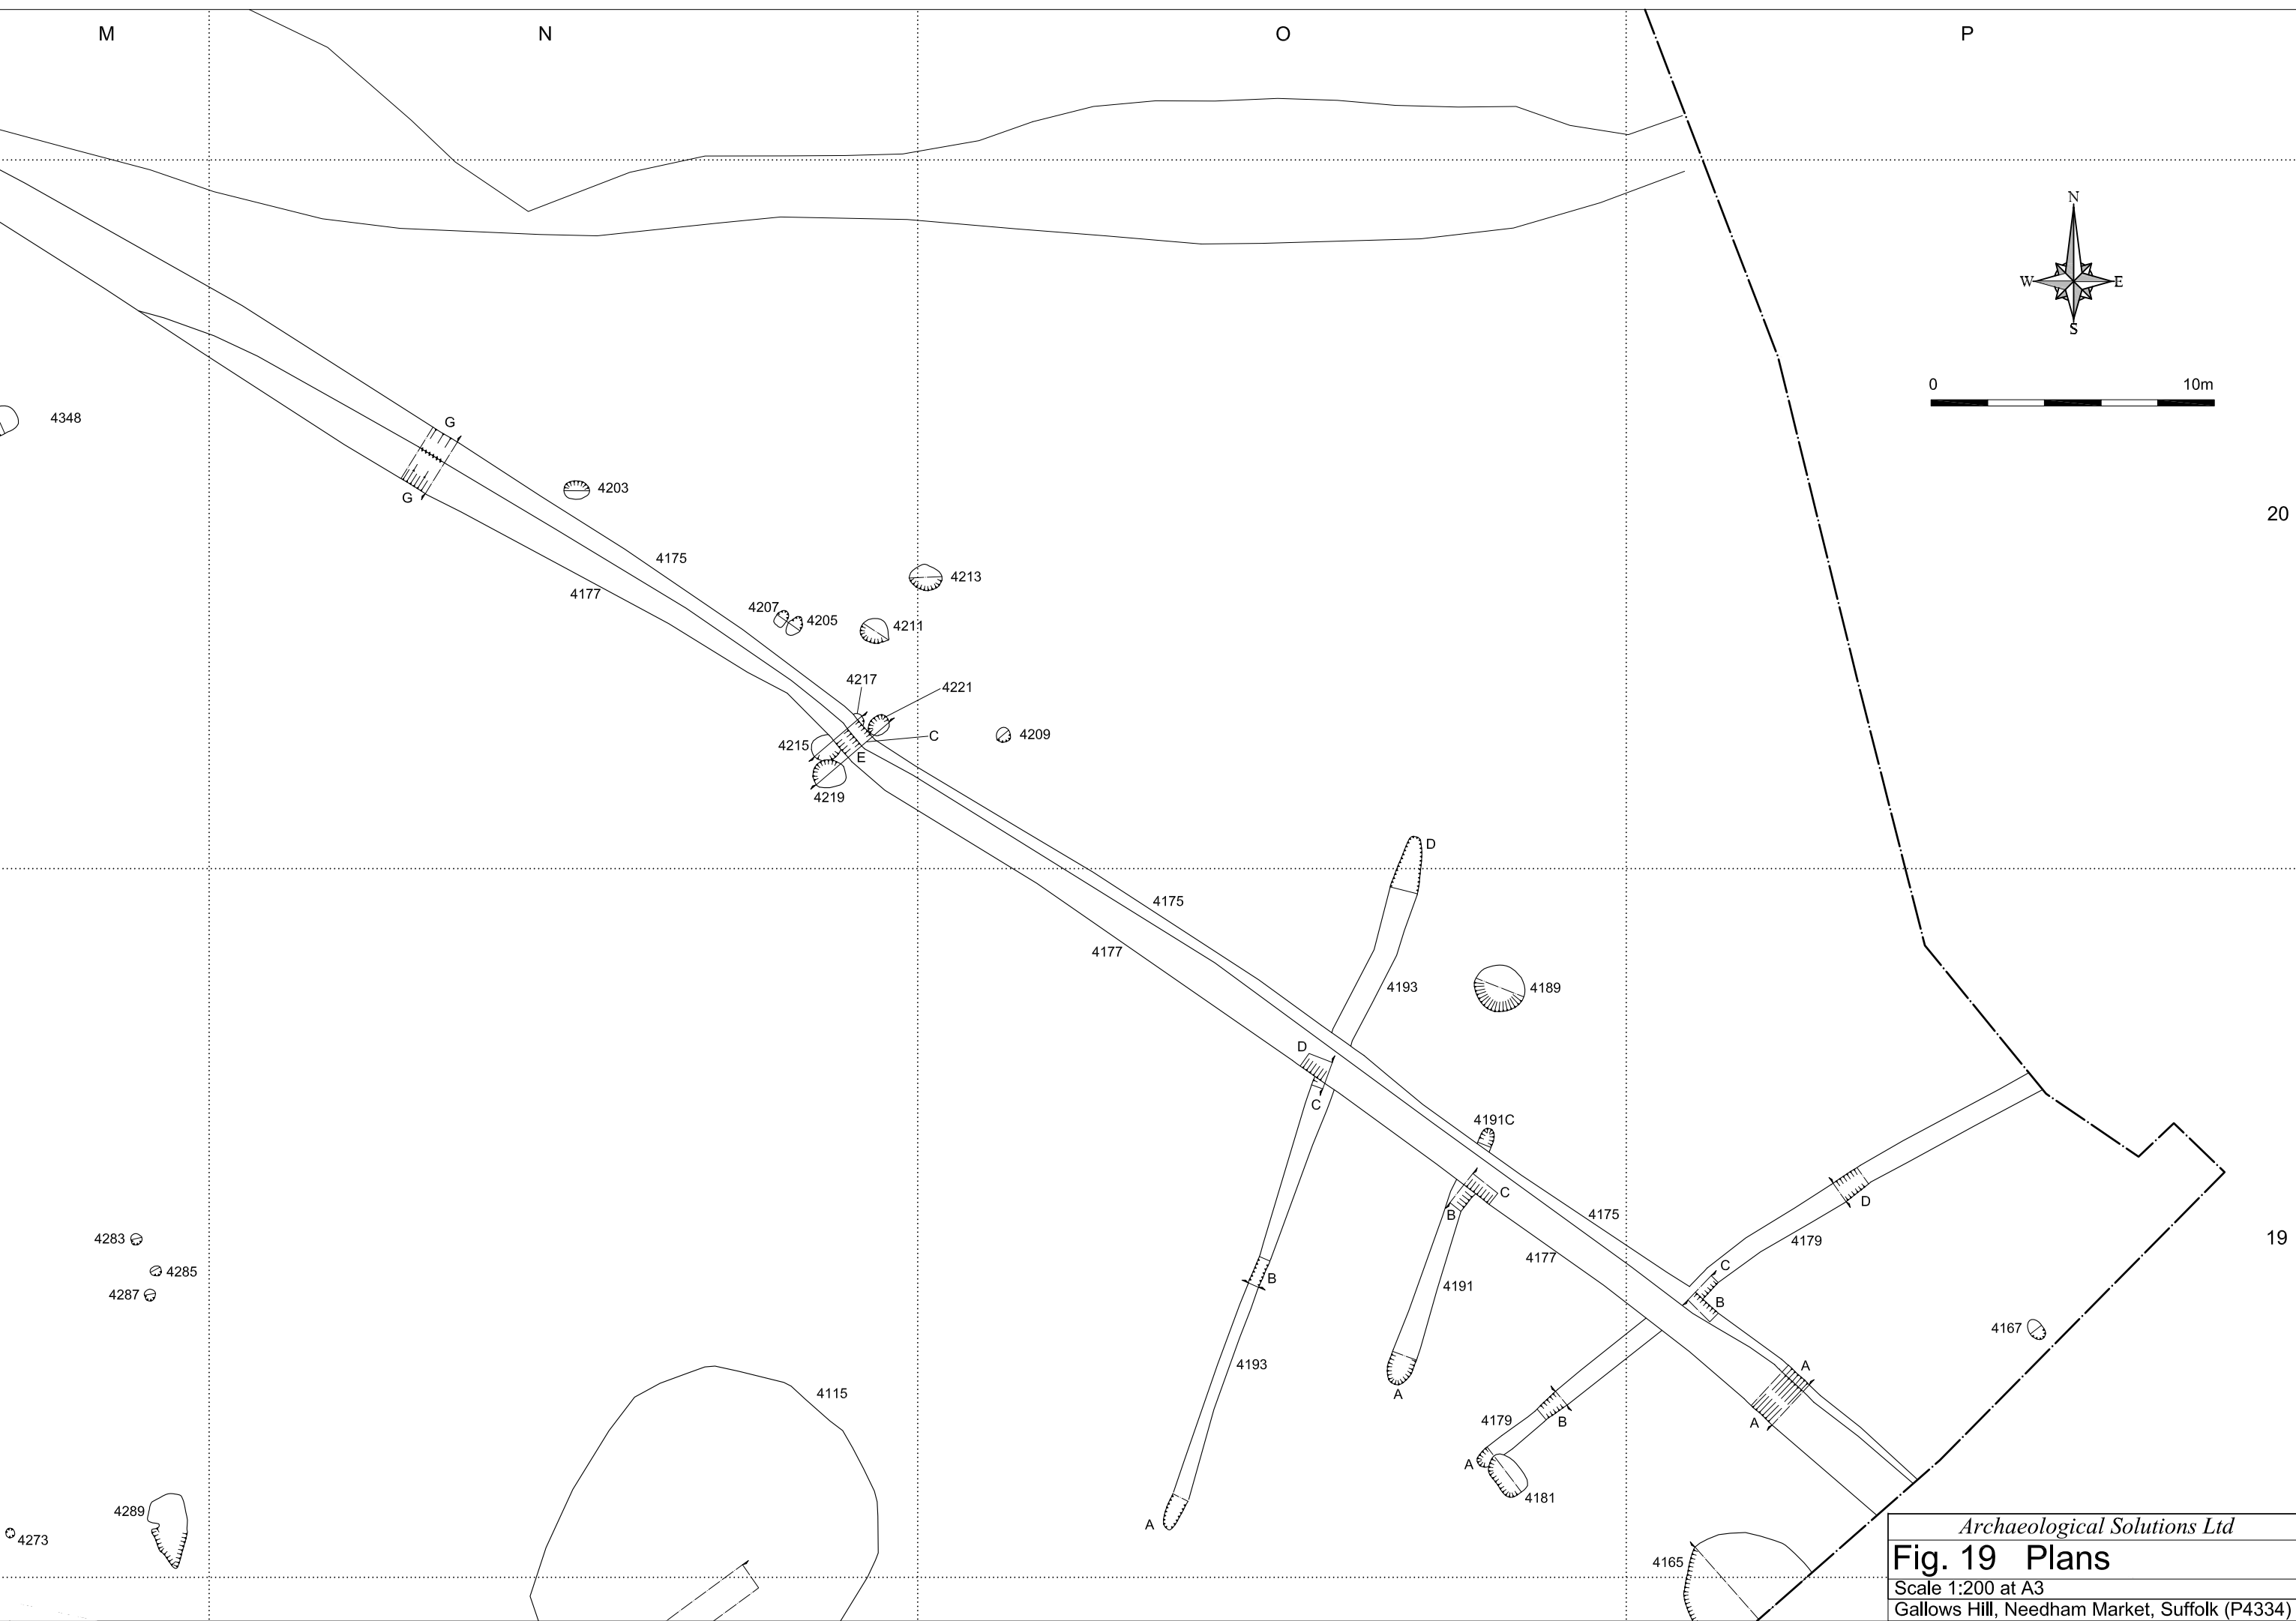 M N O P
N
W E
S
0 10m
4348
G
4203
G
20
4175
4213
4177
4207
4205
4211
4217
4221
4215
C
4209
E
4219
D
4175
4177
4193
4189
D
C
4191C
C
B
4175
D
4179
19
4283
4285
4177
C
B
4191
4287
B
4167
4193
A
4115
A
4179
B
A
A
4181
4289
A
4273
4165
Archaeological Solutions Ltd
Fig. 19 Plans
Scale 1:200 at A3
Gallows Hill, Needham Market, Suffolk (P4334)